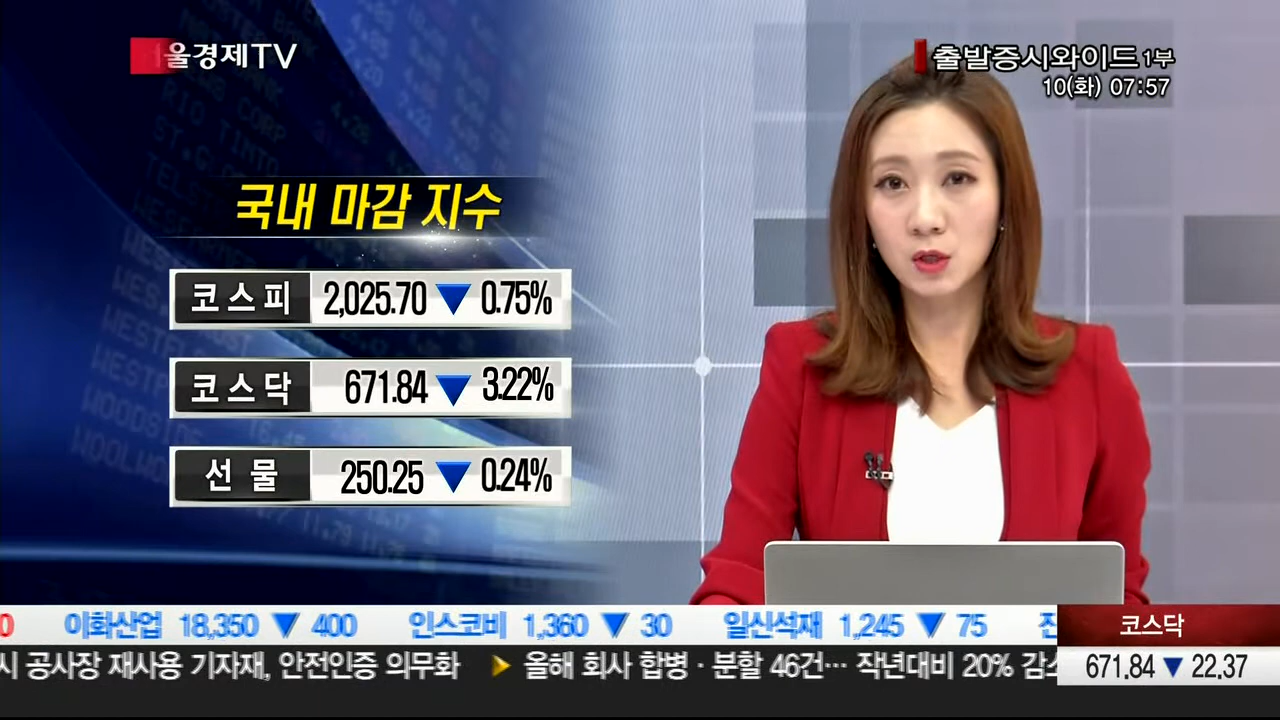 울경제TV
출발증시와이드 1부
10(화) 07:57
국내 마감 지수
코스피 2,025.70 ▼ 0.75%
코스닥 671.84 ▼ 3.22%
선물 250.25 ▼ 0.24%
0 이화산업 18,350 ▼ 400 인스코비 1,360 ▼ 30 일신석재 1,245 ▼ 75
코스닥
시 공사장 재사용 기자재, 안전인증 의무화 ▶ 올해 회사 합병·분할 46건… 작년대비 20% 감소
671.84 ▼ 22.37